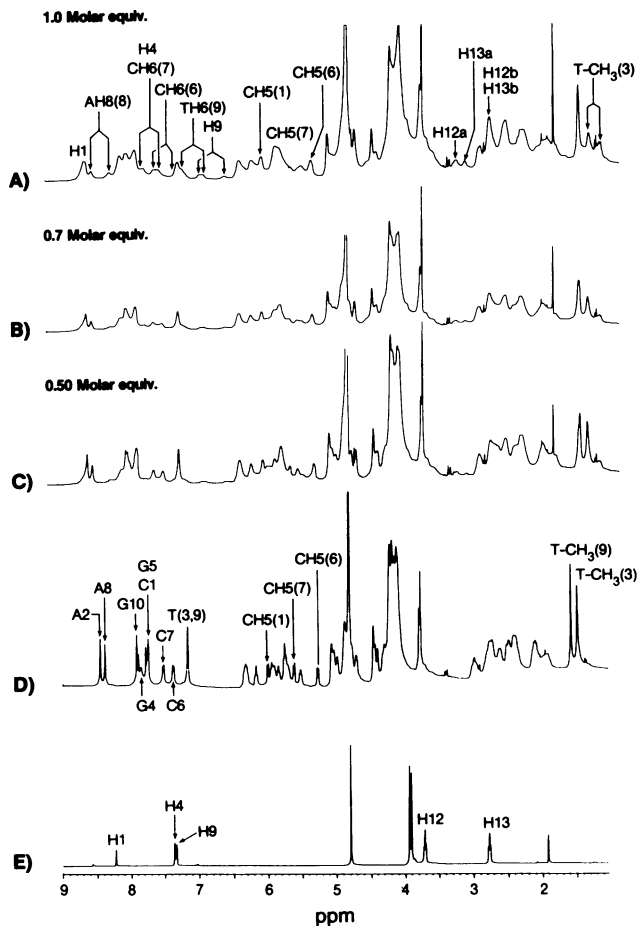 1.0 Molar equiv.
H4
CH6(7)
CH6(6)
AH8(8)
TH6(9)
H9
H1
CH5(1)
CH5(7)
CH5(6)
H13a
H12b
H13b
H12a
T-CH₃(3)
A)
0.7 Molar equiv.
B)
0.50 Molar equiv.
C)
A2
A8
G10
G5
C1
G4
C7
C6
T(3,9)
CH5(1)
CH5(7)
CH5(6)
T-CH₃(9)
T-CH₃(3)
D)
H1
H4
H9
H12
H13
E)
9 8 7 6 5 4 3 2
ppm